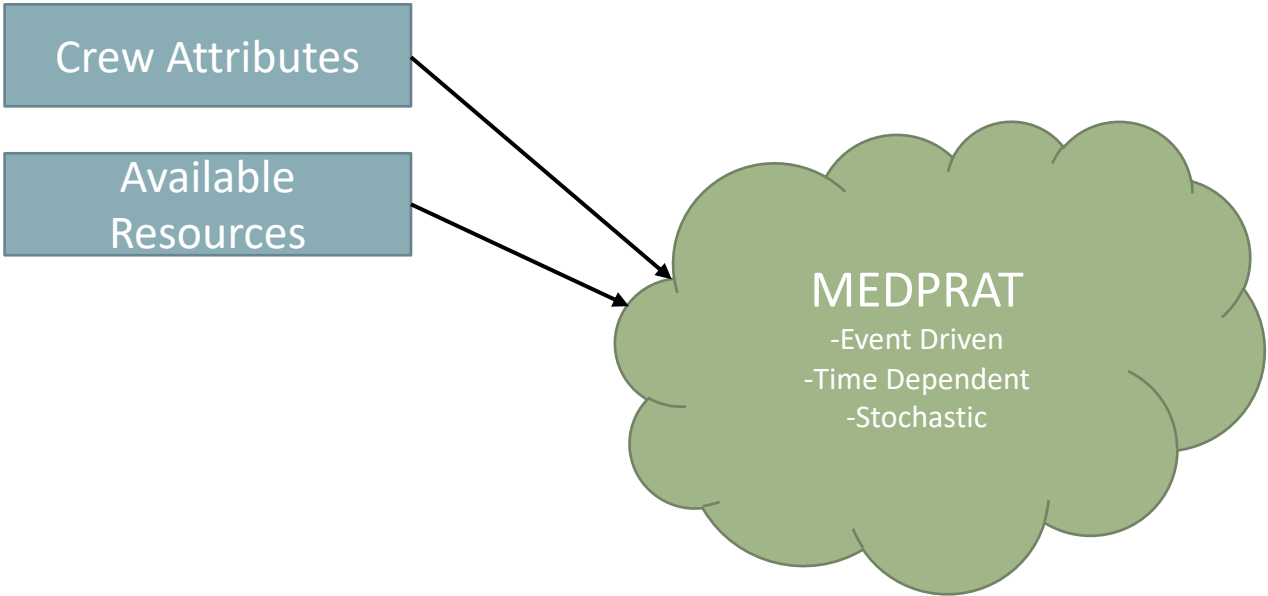 Crew Attributes
Available
Resources
MEDPRAT
-Event Driven
-Time Dependent
-Stochastic